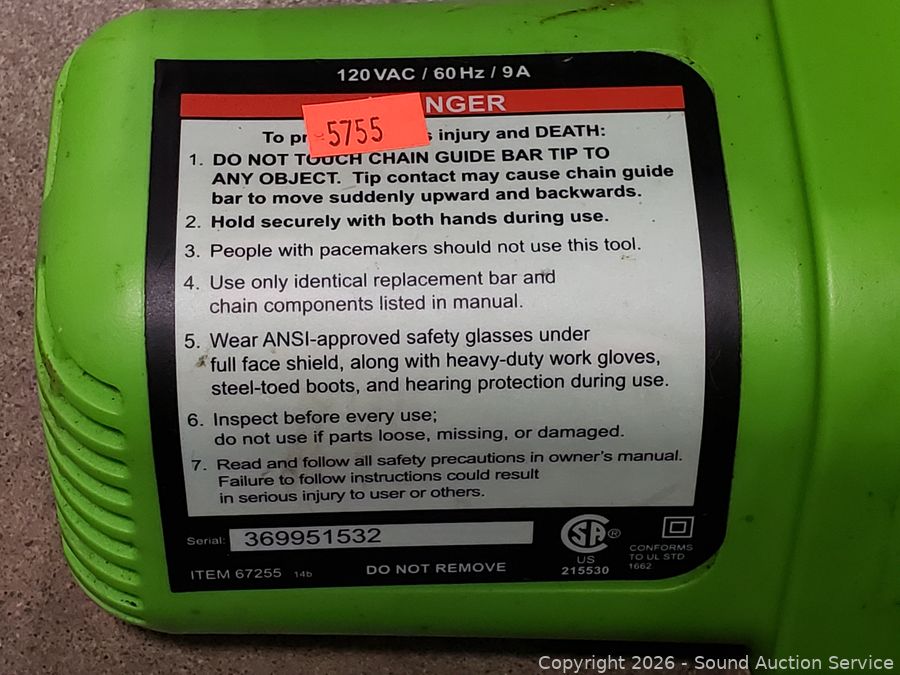 120 VAC / 60 Hz / 9 A
NGER
5755
To pr s injury and DEATH:
1. DO NOT TOUCH CHAIN GUIDE BAR TIP TO
ANY OBJECT. Tip contact may cause chain guide
bar to move suddenly upward and backwards.
2. Hold securely with both hands during use.
3. People with pacemakers should not use this tool.
4. Use only identical replacement bar and
chain components listed in manual.
5. Wear ANSI-approved safety glasses under
full face shield, along with heavy-duty work gloves,
steel-toed boots, and hearing protection during use.
6. Inspect before every use;
do not use if parts loose, missing, or damaged.
7. Read and follow all safety precautions in owner's manual.
Failure to follow instructions could result
in serious injury to user or others.
Serial: 369951532
SA ®
US
215530
CONFORMS
TO UL STD
1662
ITEM 67255 14b
DO NOT REMOVE
Copyright 2026 - Sound Auction Service